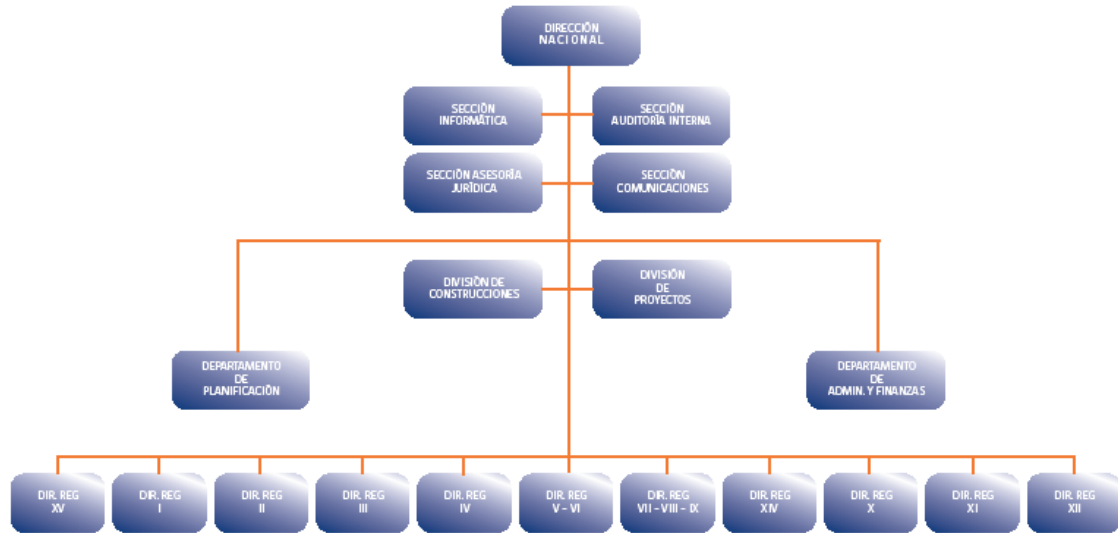 DIRECCIÓN
NACIONAL
SECCIÓN
INFORMÁTICA
SECCIÓN
AUDITORÍA INTERNA
SECCIÓN ASESORÍA
JURÍDICA
SECCIÓN
COMUNICACIONES
DIVISIÓN DE
CONSTRUCCIONES
DIVISIÓN
DE
PROYECTOS
DEPARTAMENTO
DE
PLANIFICACIÓN
DEPARTAMENTO
DE
ADMIN. Y FINANZAS
DIR. REG
XV
DIR. REG
I
DIR. REG
II
DIR. REG
III
DIR. REG
IV
DIR. REG
V - VI
DIR. REG
VII - VIII - IX
DIR. REG
XIV
DIR. REG
X
DIR. REG
XI
DIR. REG
XII